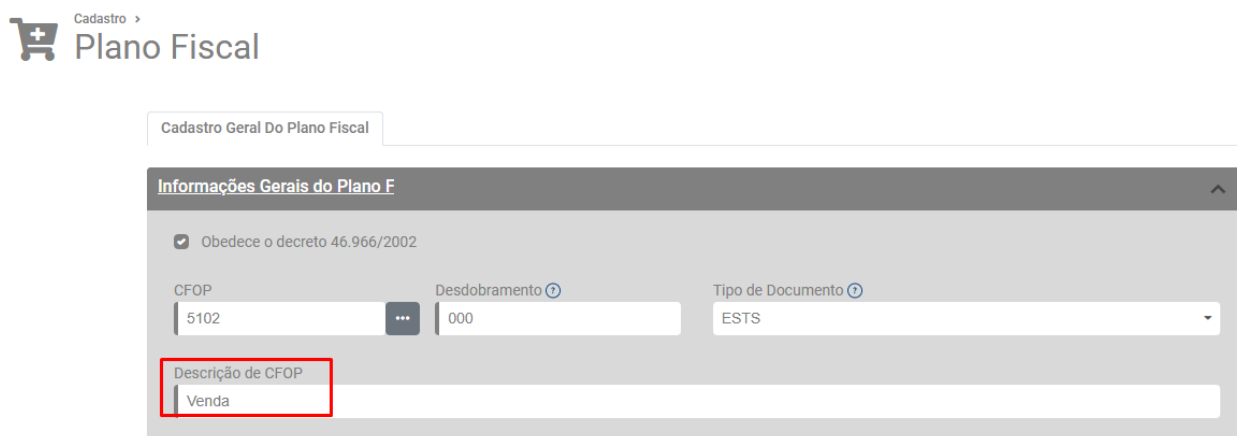 Cadastro >
Plano Fiscal
Cadastro Geral Do Plano Fiscal
Informações Gerais do Plano F
Obedece o decreto 46.966/2002
CFOP Desdobramento ? Tipo de Documento ?
5102 ••• 000 ESTS
Descrição de CFOP
Venda